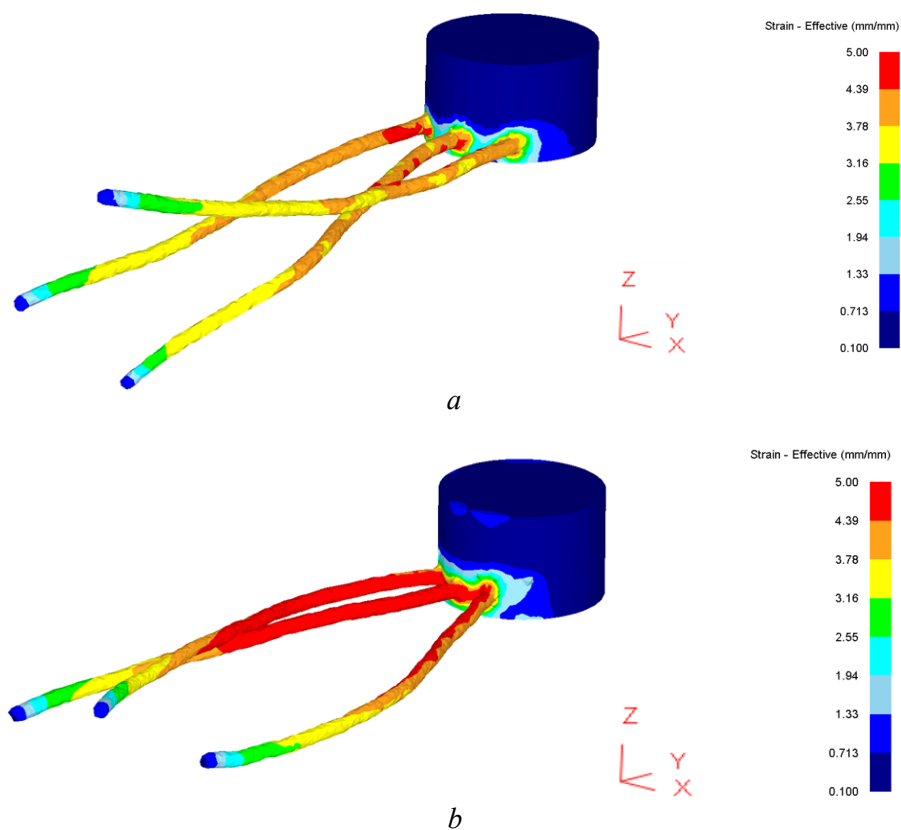 Strain - Effective (mm/mm)
5.00
4.39
3.78
3.16
2.55
1.94
1.33
0.713
0.100
Z
Y
X
a
Strain - Effective (mm/mm)
5.00
4.39
3.78
3.16
2.55
1.94
1.33
0.713
0.100
Z
Y
X
b